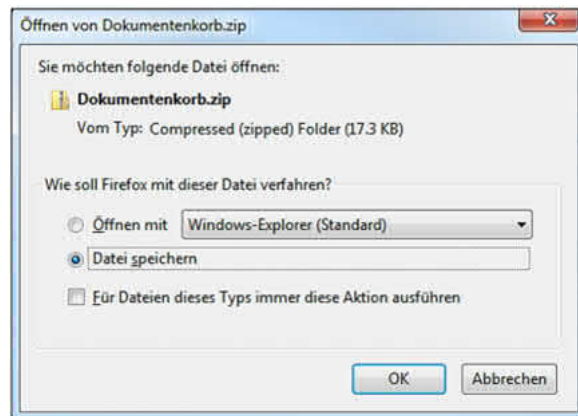 Öffnen von Dokumentenkorb.zip
Sie möchten folgende Datei öffnen:
Dokumentenkorb.zip
Vom Typ: Compressed (zipped) Folder (17.3 KB)
Wie soll Firefox mit dieser Datei verfahren?
Öffnen mit Windows-Explorer (Standard)
Datei speichern
Für Dateien dieses Typs immer diese Aktion ausführen
OK Abbrechen